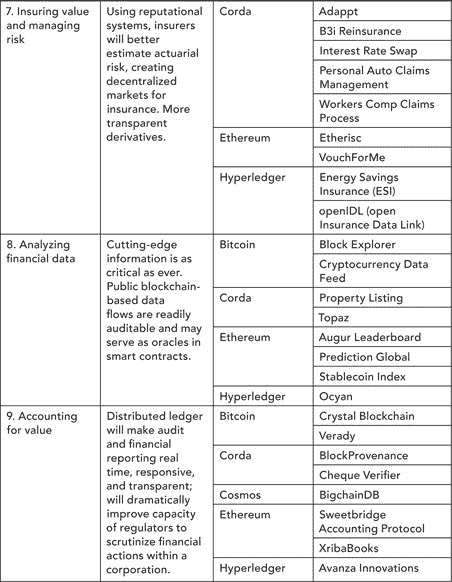 7. Insuring value
and managing
risk
Using reputational
systems, insurers
will better
estimate actuarial
risk, creating
decentralized
markets for
insurance. More
transparent
derivatives.
Corda
Adappt
B3i Reinsurance
Interest Rate Swap
Personal Auto Claims
Management
Workers Comp Claims
Process
Ethereum
Etherisc
VouchForMe
Hyperledger
Energy Savings
Insurance (ESI)
openIDL (open
Insurance Data Link)
8. Analyzing
financial data
Cutting-edge
information is as
critical as ever.
Public blockchain-
based data
flows are readily
auditable and may
serve as oracles in
smart contracts.
Bitcoin
Block Explorer
Cryptocurrency Data
Feed
Corda
Property Listing
Topaz
Ethereum
Augur Leaderboard
Prediction Global
Stablecoin Index
Hyperledger
Ocyan
9. Accounting
for value
Distributed ledger
will make audit
and financial
reporting real
time, responsive,
and transparent;
will dramatically
improve capacity
of regulators to
scrutinize financial
actions within a
corporation.
Bitcoin
Crystal Blockchain
Verady
Corda
BlockProvenance
Cheque Verifier
Cosmos
BigchainDB
Ethereum
Sweetbridge
Accounting Protocol
XribaBooks
Hyperledger
Avanza Innovations